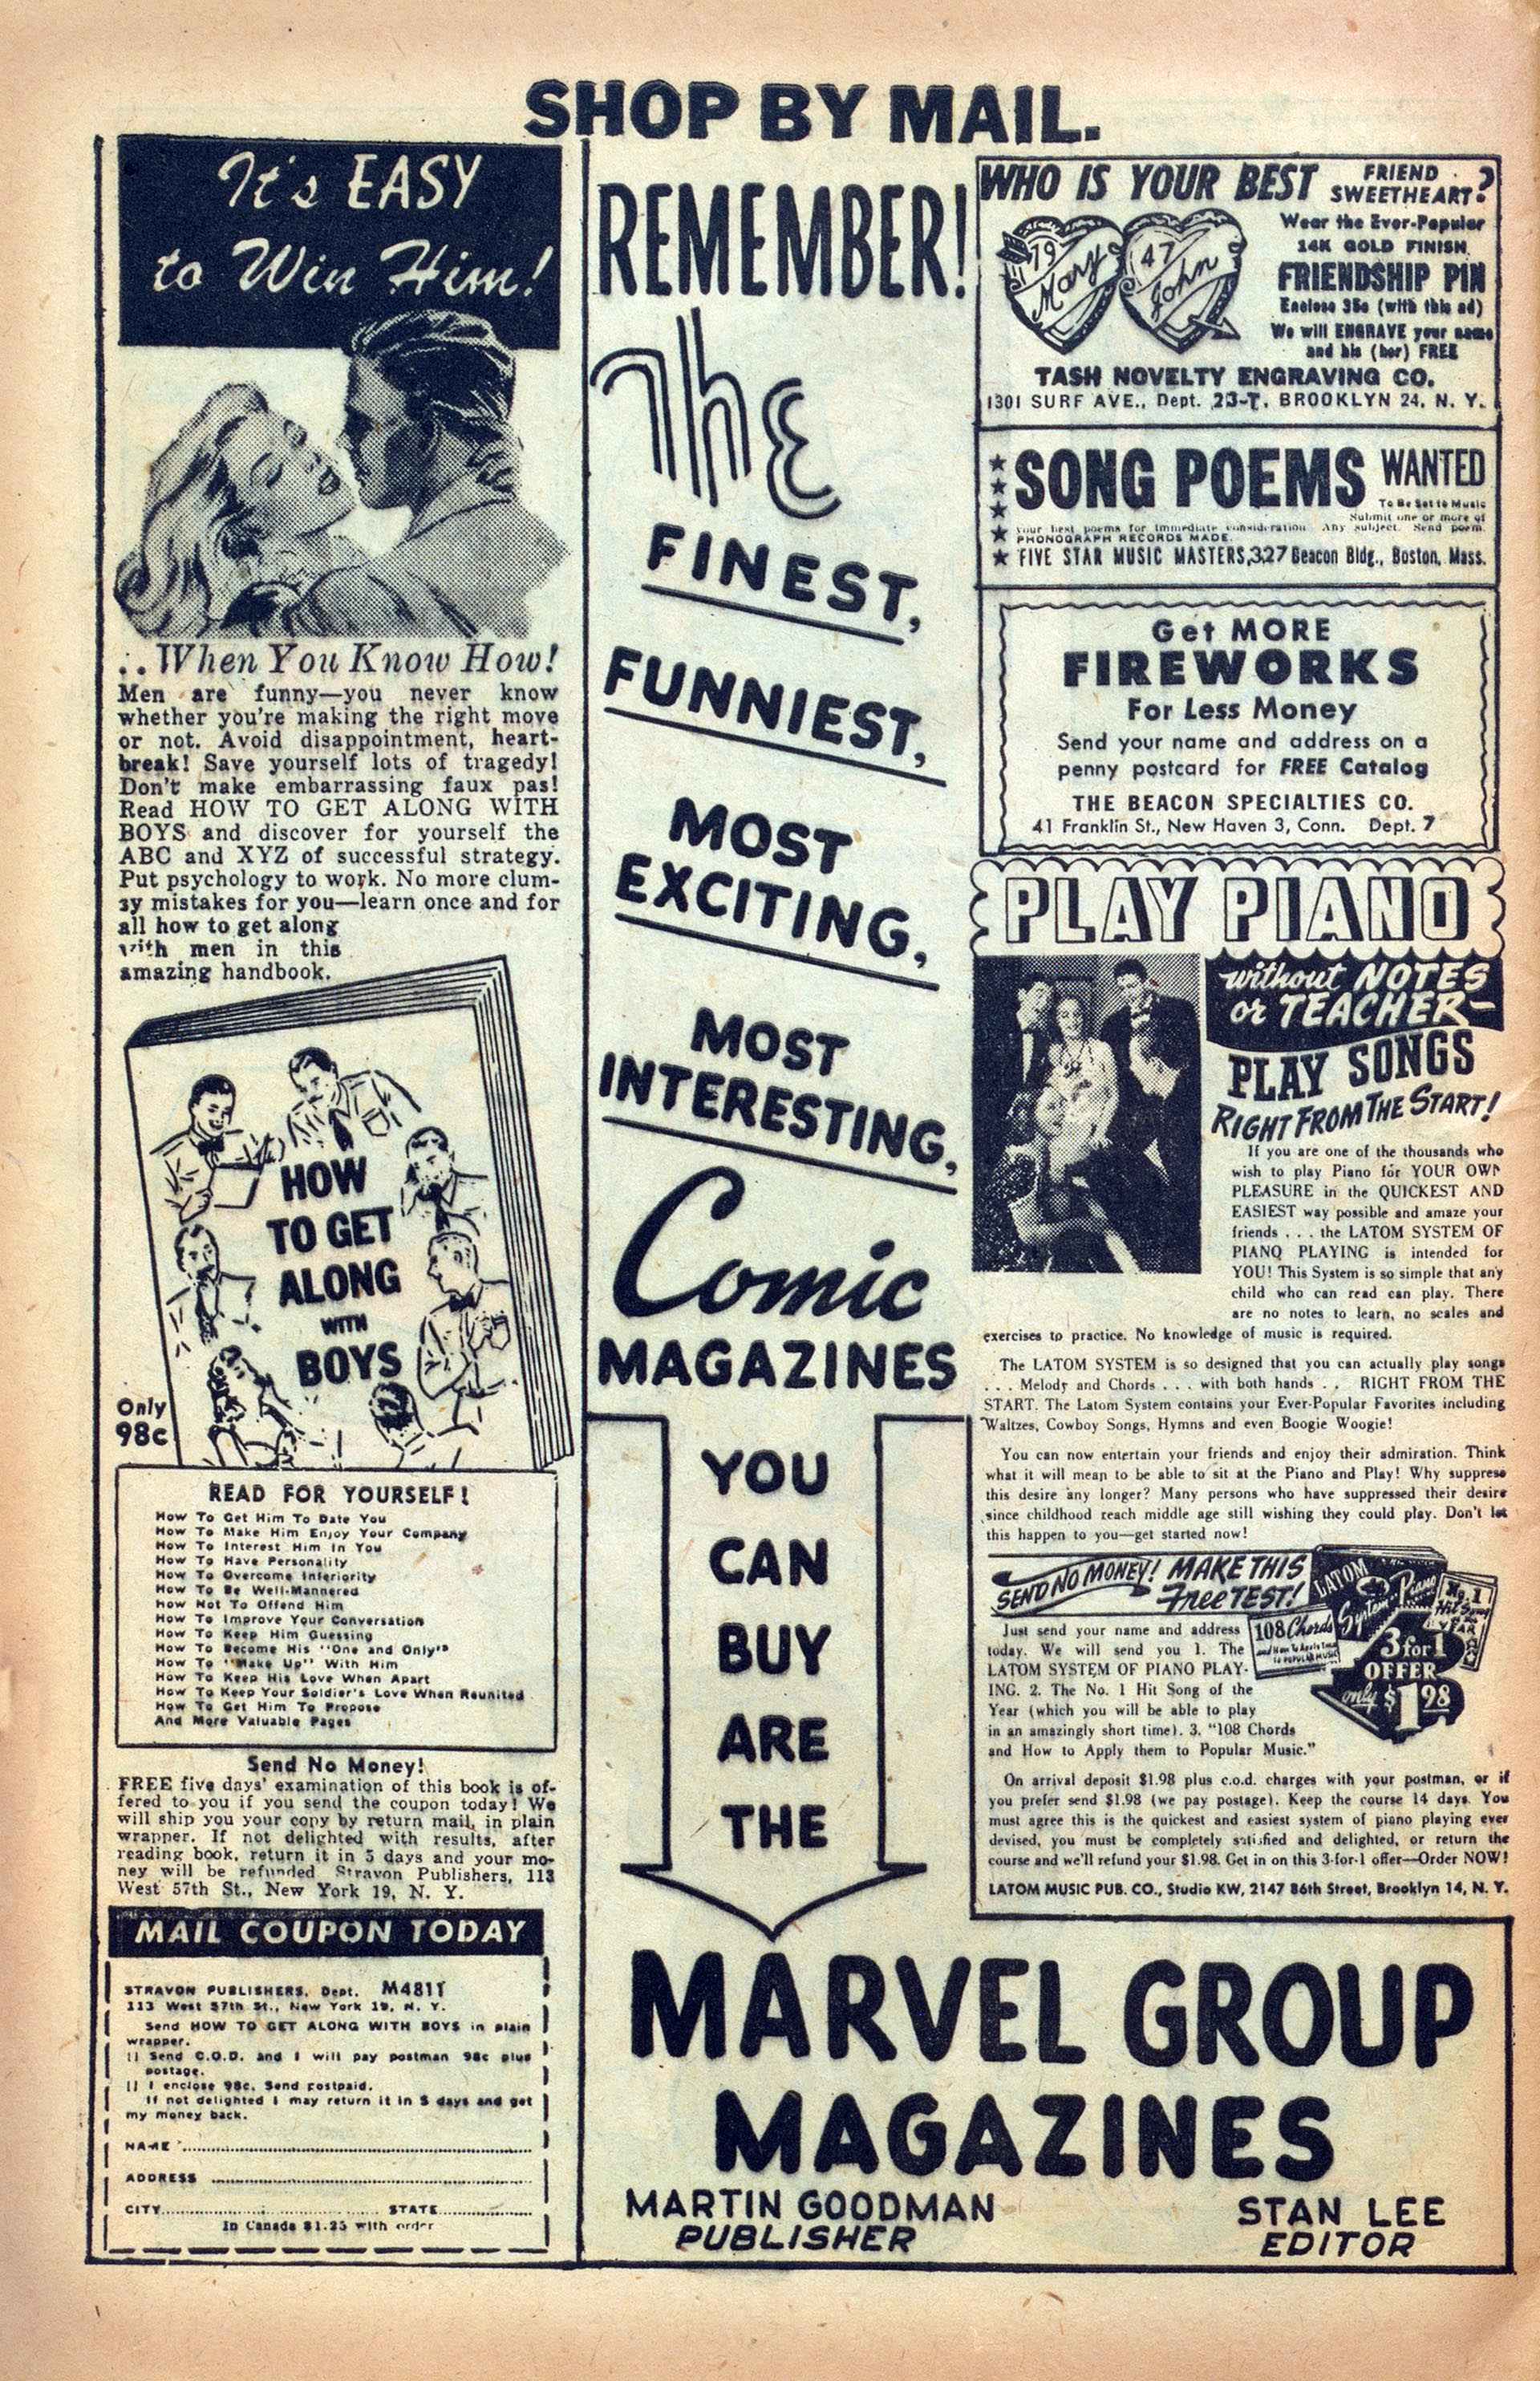 SHOP BY MAIL.
It's EASY
to Win Him!
..When You Know How!
Men are funny—you never know
whether you're making the right move
or not. Avoid disappointment, heart-
break! Save yourself lots of tragedy!
Don't make embarrassing faux pas!
Read HOW TO GET ALONG WITH
BOYS and discover for yourself the
ABC and XYZ of successful strategy.
Put psychology to work. No more clum-
sy mistakes for you—learn once and for
all how to get along
with men in this
amazing handbook.
HOW
TO GET
ALONG
WITH
BOYS
Only
98c
READ FOR YOURSELF!
How To Get Him To Date You
How To Make Him Enjoy Your Company
How To Interest Him In You
How To Have Personality
How To Overcome Inferiority
How To Be Well-Mannered
How Not To Offend Him
How To Improve Your Conversation
How To Keep Him Guessing
How To Become His "One and Only"
How To "Make Up" With Him
How To Keep His Love When Apart
How To Keep Your Soldier's Love When Reunited
How To Get Him To Propose
And More Valuable Pages
Send No Money!
FREE five days' examination of this book is of-
fered to you if you send the coupon today! We
will ship you your copy by return mail, in plain
wrapper. If not delighted with results, after
reading book, return it in 5 days and your mo-
ney will be refunded Stravon Publishers, 113
West 57th St., New York 19, N. Y.
MAIL COUPON TODAY
STRAVON PUBLISHERS, Dept. M4811
113 West 57th St., New York 19, N. Y.
Send HOW TO GET ALONG WITH BOYS in plain
wrapper.
[] Send C.O.D. and I will pay postman 98c plus
postage.
[] I enclose 98c. Send postpaid.
If not delighted I may return it in 5 days and get
my money back.
NAME
ADDRESS
CITY STATE
In Canada $1.25 with order
REMEMBER!
The
FINEST,
FUNNIEST,
MOST
EXCITING,
MOST
INTERESTING,
Comic
MAGAZINES
YOU
CAN
BUY
ARE
THE
MARVEL GROUP
MAGAZINES
MARTIN GOODMAN
PUBLISHER
STAN LEE
EDITOR
WHO IS YOUR BEST FRIEND SWEETHEART?
19 Mary 47 John
Wear the Ever-Popular
14K GOLD FINISH
FRIENDSHIP PIN
Enclose 35c (with this ad)
We will ENGRAVE your name
and his (her) FREE
TASH NOVELTY ENGRAVING CO.
1301 SURF AVE., Dept. 23-T, BROOKLYN 24, N. Y.
SONG POEMS WANTED
To Be Set to Music
Submit one or more of
your best poems for immediate consideration Any subject. Send poem.
PHONOGRAPH RECORDS MADE.
FIVE STAR MUSIC MASTERS, 327 Beacon Bldg., Boston, Mass.
Get MORE
FIREWORKS
For Less Money
Send your name and address on a
penny postcard for FREE Catalog
THE BEACON SPECIALTIES CO.
41 Franklin St., New Haven 3, Conn. Dept. 7
PLAY PIANO
without NOTES
or TEACHER—
PLAY SONGS
RIGHT FROM THE START!
If you are one of the thousands who
wish to play Piano for YOUR OWN
PLEASURE in the QUICKEST AND
EASIEST way possible and amaze your
friends . . . the LATOM SYSTEM OF
PIANO PLAYING is intended for
YOU! This System is so simple that any
child who can read can play. There
are no notes to learn, no scales and
exercises to practice. No knowledge of music is required.
The LATOM SYSTEM is so designed that you can actually play songs
. . . Melody and Chords . . . with both hands . . RIGHT FROM THE
START. The Latom System contains your Ever-Popular Favorites including
Waltzes, Cowboy Songs, Hymns and even Boogie Woogie!
You can now entertain your friends and enjoy their admiration. Think
what it will mean to be able to sit at the Piano and Play! Why suppress
this desire any longer? Many persons who have suppressed their desire
since childhood reach middle age still wishing they could play. Don't let
this happen to you—get started now!
SEND NO MONEY! MAKE THIS
Free TEST!
LATOM
System
Piano
No. 1
Hit Song
108 Chords
and How to Apply them
to POPULAR MUSIC
3 for 1
OFFER
only $1.98
Just send your name and address
today. We will send you 1. The
LATOM SYSTEM OF PIANO PLAY-
ING. 2. The No. 1 Hit Song of the
Year (which you will be able to play
in an amazingly short time). 3. "108 Chords
and How to Apply them to Popular Music."
On arrival deposit $1.98 plus c.o.d. charges with your postman, or if
you prefer send $1.98 (we pay postage). Keep the course 14 days. You
must agree this is the quickest and easiest system of piano playing ever
devised, you must be completely satisfied and delighted, or return the
course and we'll refund your $1.98. Get in on this 3-for-1 offer—Order NOW!
LATOM MUSIC PUB. CO., Studio KW, 2147 86th Street, Brooklyn 14, N. Y.